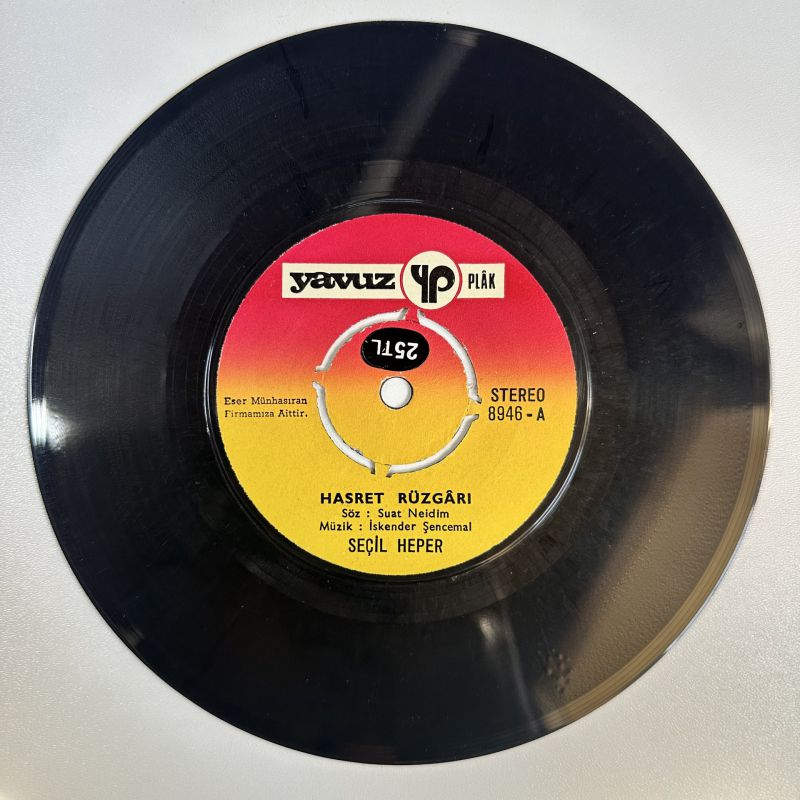 yavuz YP PLÂK
25TL
Eser Münhasıran
Firmamıza Aittir.
STEREO
8946-A
HASRET RÜZGÂRI
Söz : Suat Neidim
Müzik : İskender Şencemal
SEÇİL HEPER